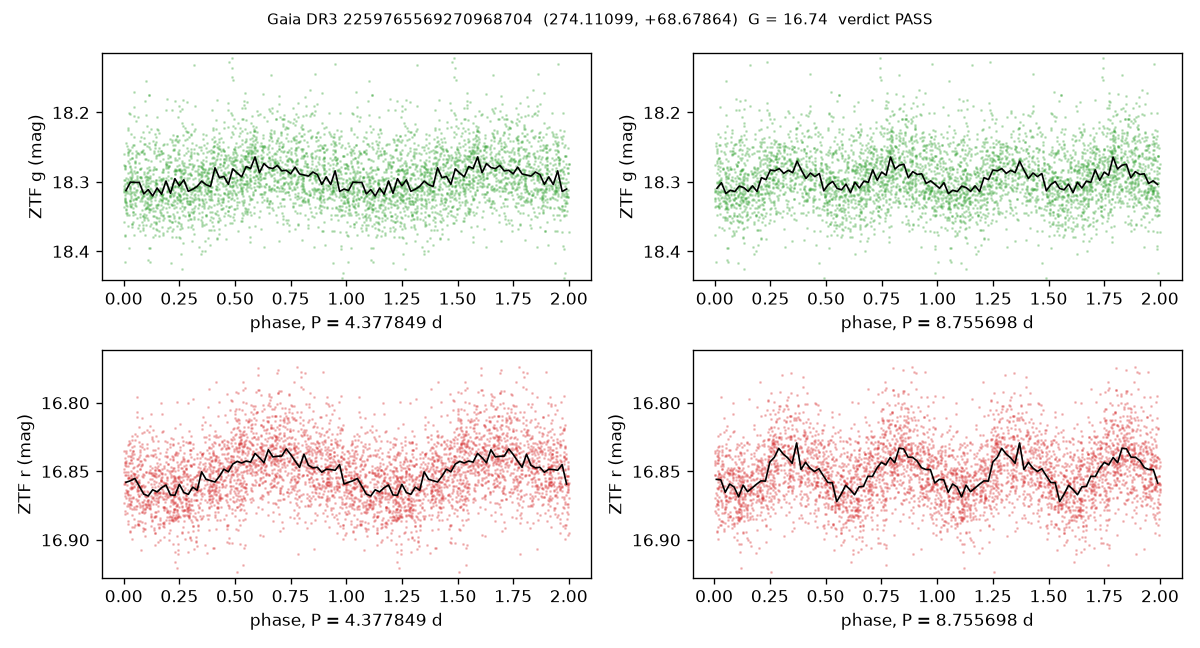 Gaia DR3 2259765569270968704 (274.11099, +68.67864) G = 16.74 verdict PASS
ZTF g (mag)
18.2
18.3
18.4
0.00 0.25 0.50 0.75 1.00 1.25 1.50 1.75 2.00
phase, P = 4.377849 d
ZTF g (mag)
18.2
18.3
18.4
0.00 0.25 0.50 0.75 1.00 1.25 1.50 1.75 2.00
phase, P = 8.755698 d
ZTF r (mag)
16.80
16.85
16.90
0.00 0.25 0.50 0.75 1.00 1.25 1.50 1.75 2.00
phase, P = 4.377849 d
ZTF r (mag)
16.80
16.85
16.90
0.00 0.25 0.50 0.75 1.00 1.25 1.50 1.75 2.00
phase, P = 8.755698 d